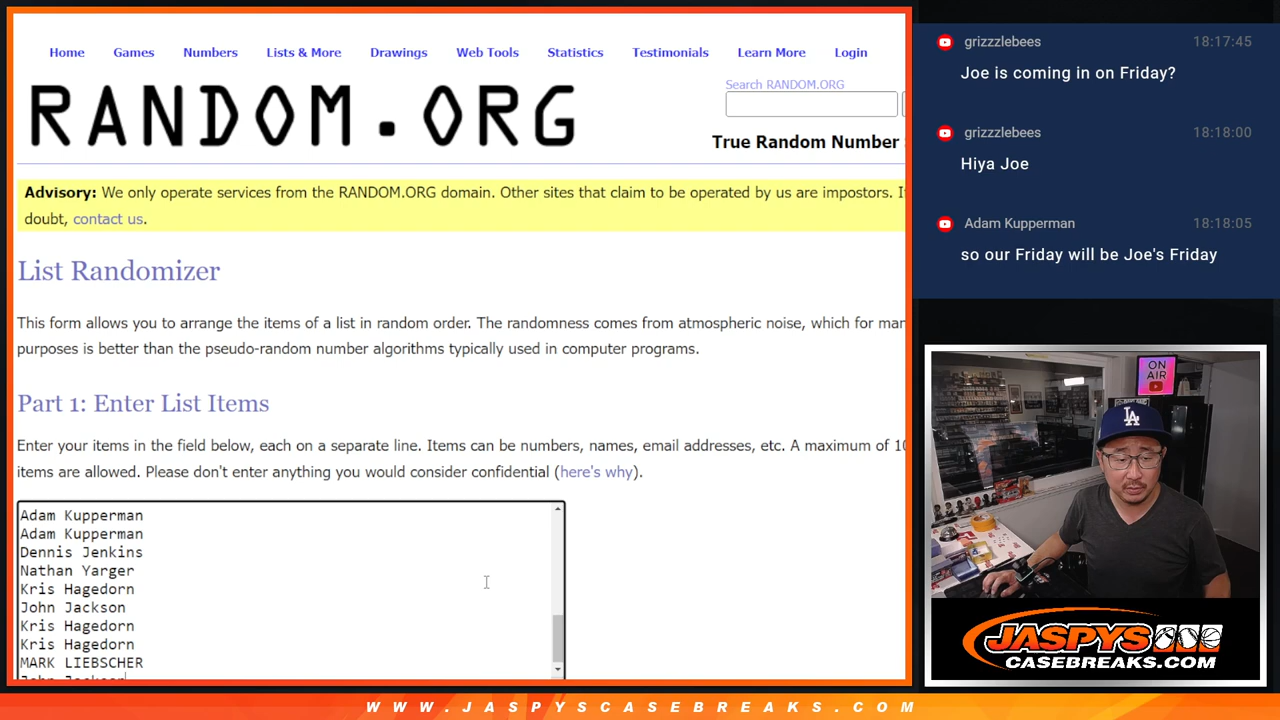 Home Games Numbers Lists & More Drawings Web Tools Statistics Testimonials Learn More Login
RANDOM.ORG
Search RANDOM.ORG
True Random Number
Advisory: We only operate services from the RANDOM.ORG domain. Other sites that claim to be operated by us are impostors. I
doubt, contact us.
List Randomizer
This form allows you to arrange the items of a list in random order. The randomness comes from atmospheric noise, which for mar
purposes is better than the pseudo-random number algorithms typically used in computer programs.
Part 1: Enter List Items
Enter your items in the field below, each on a separate line. Items can be numbers, names, email addresses, etc. A maximum of 10
items are allowed. Please don't enter anything you would consider confidential (here's why).
Adam Kupperman
Adam Kupperman
Dennis Jenkins
Nathan Yarger
Kris Hagedorn
John Jackson
Kris Hagedorn
Kris Hagedorn
MARK LIEBSCHER
John Jackson
grizzzlebees 18:17:45
Joe is coming in on Friday?
grizzzlebees 18:18:00
Hiya Joe
Adam Kupperman 18:18:05
so our Friday will be Joe's Friday
ON
AIR
LA
JASPYS
CASEBREAKS.COM
WWW.JASPYSCASEBREAKS.COM